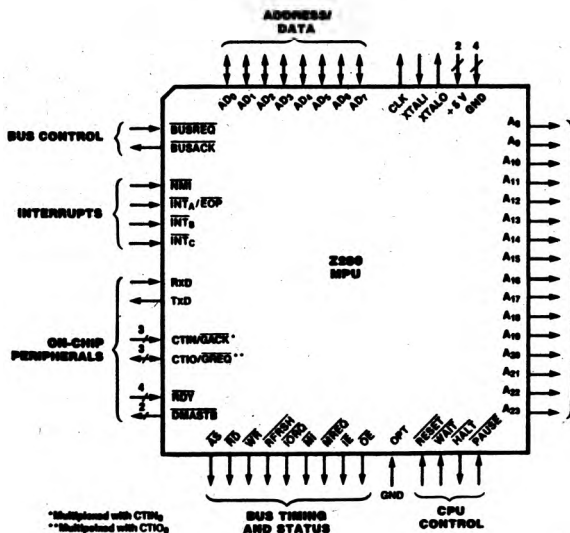 ADDRESS/
DATA
2 4
AD0 AD1 AD2 AD3 AD4 AD5 AD6 AD7 CLK XTALI XTALO +5 V GND
BUS CONTROL
BUSREQ
BUSACK
INTERRUPTS
NMI
INTA/EOP
INTB
INTC
Z280
MPU
ON-CHIP
PERIPHERALS
RxD
TxD
3 CTIN/DACK*
3 CTIO/DREQ**
4 RDY
2 DMASTB
A8
A9
A10
A11
A12
A13
A14
A15
A16
A17
A18
A19
A20
A21
A22
A23
AS RD WR RFRSH IORQ M1 MREQ IE OE OPT RESET WAIT HALT PAUSE
GND
BUS TIMING
AND STATUS
CPU
CONTROL
*Multiplexed with CTIN0
**Multiplexed with CTIO0